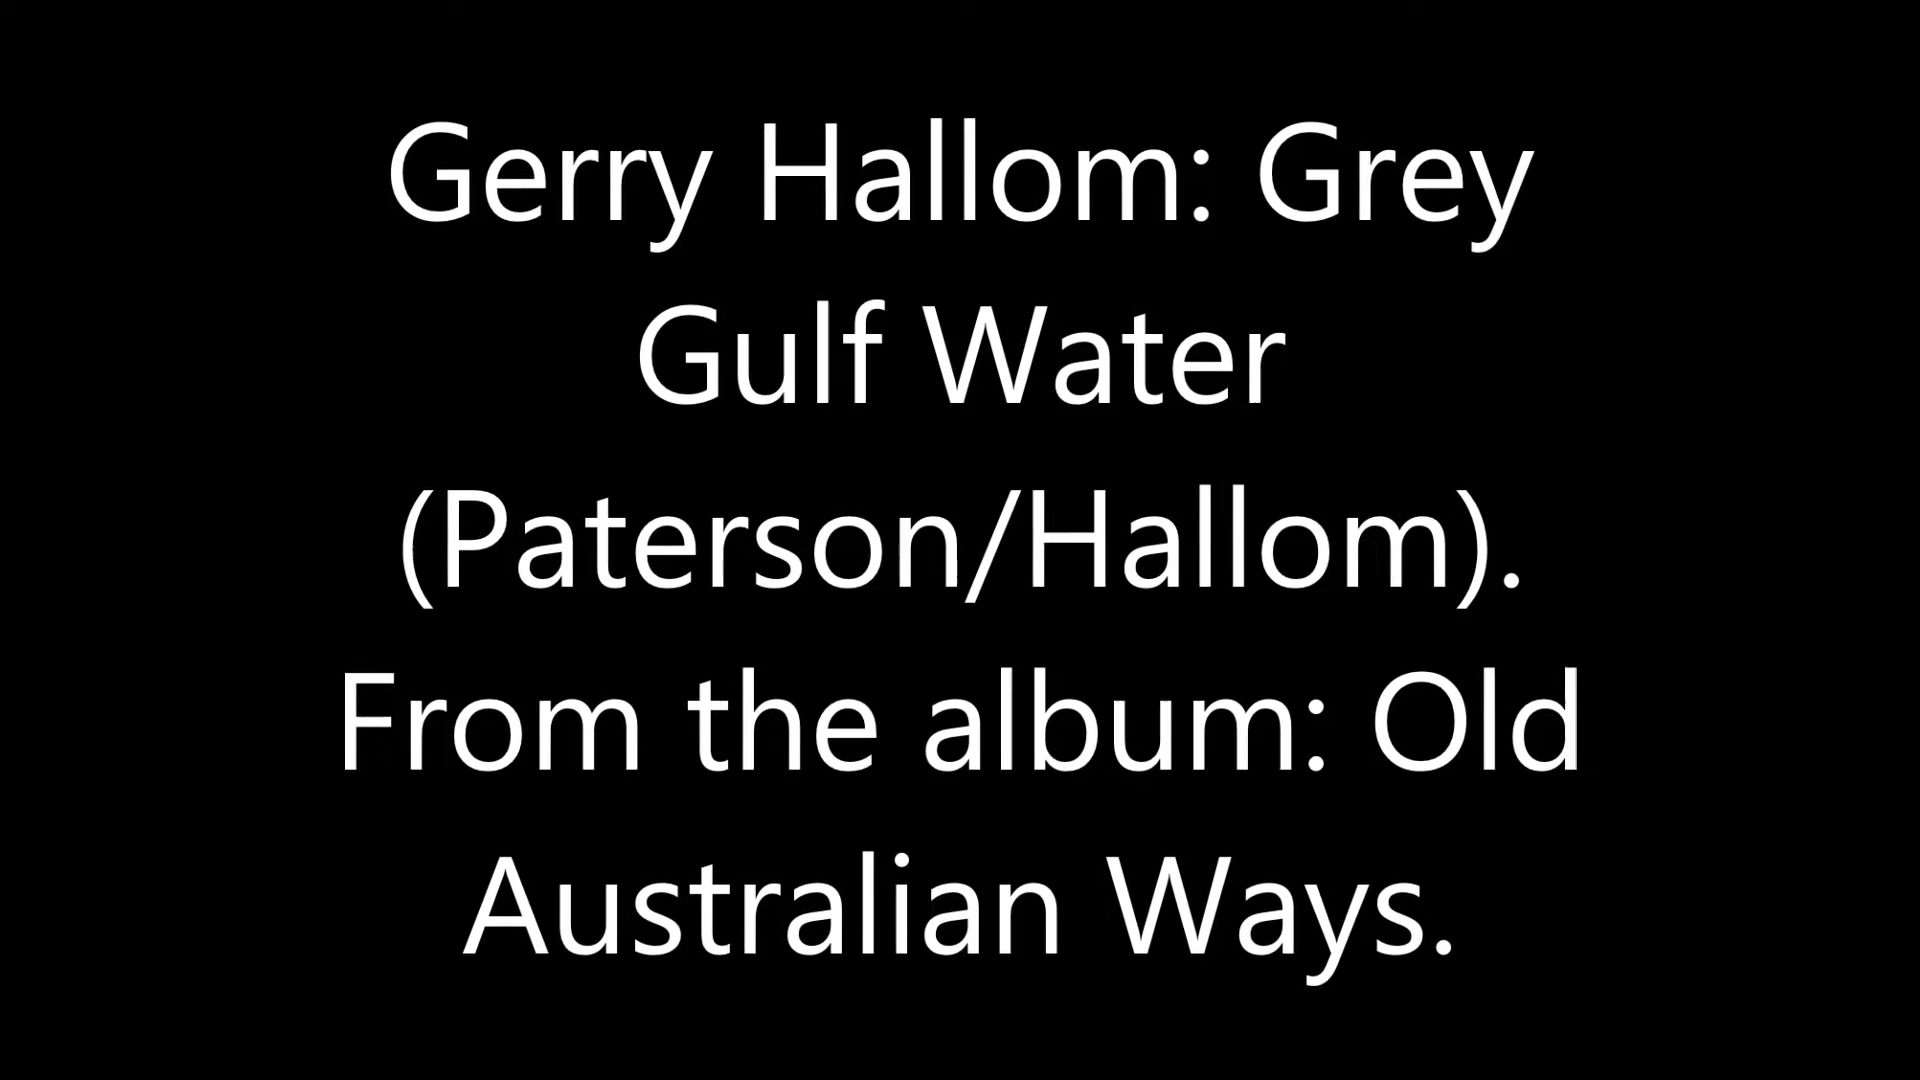 Gerry Hallom: Grey
Gulf Water
(Paterson/Hallom).
From the album: Old
Australian Ways.